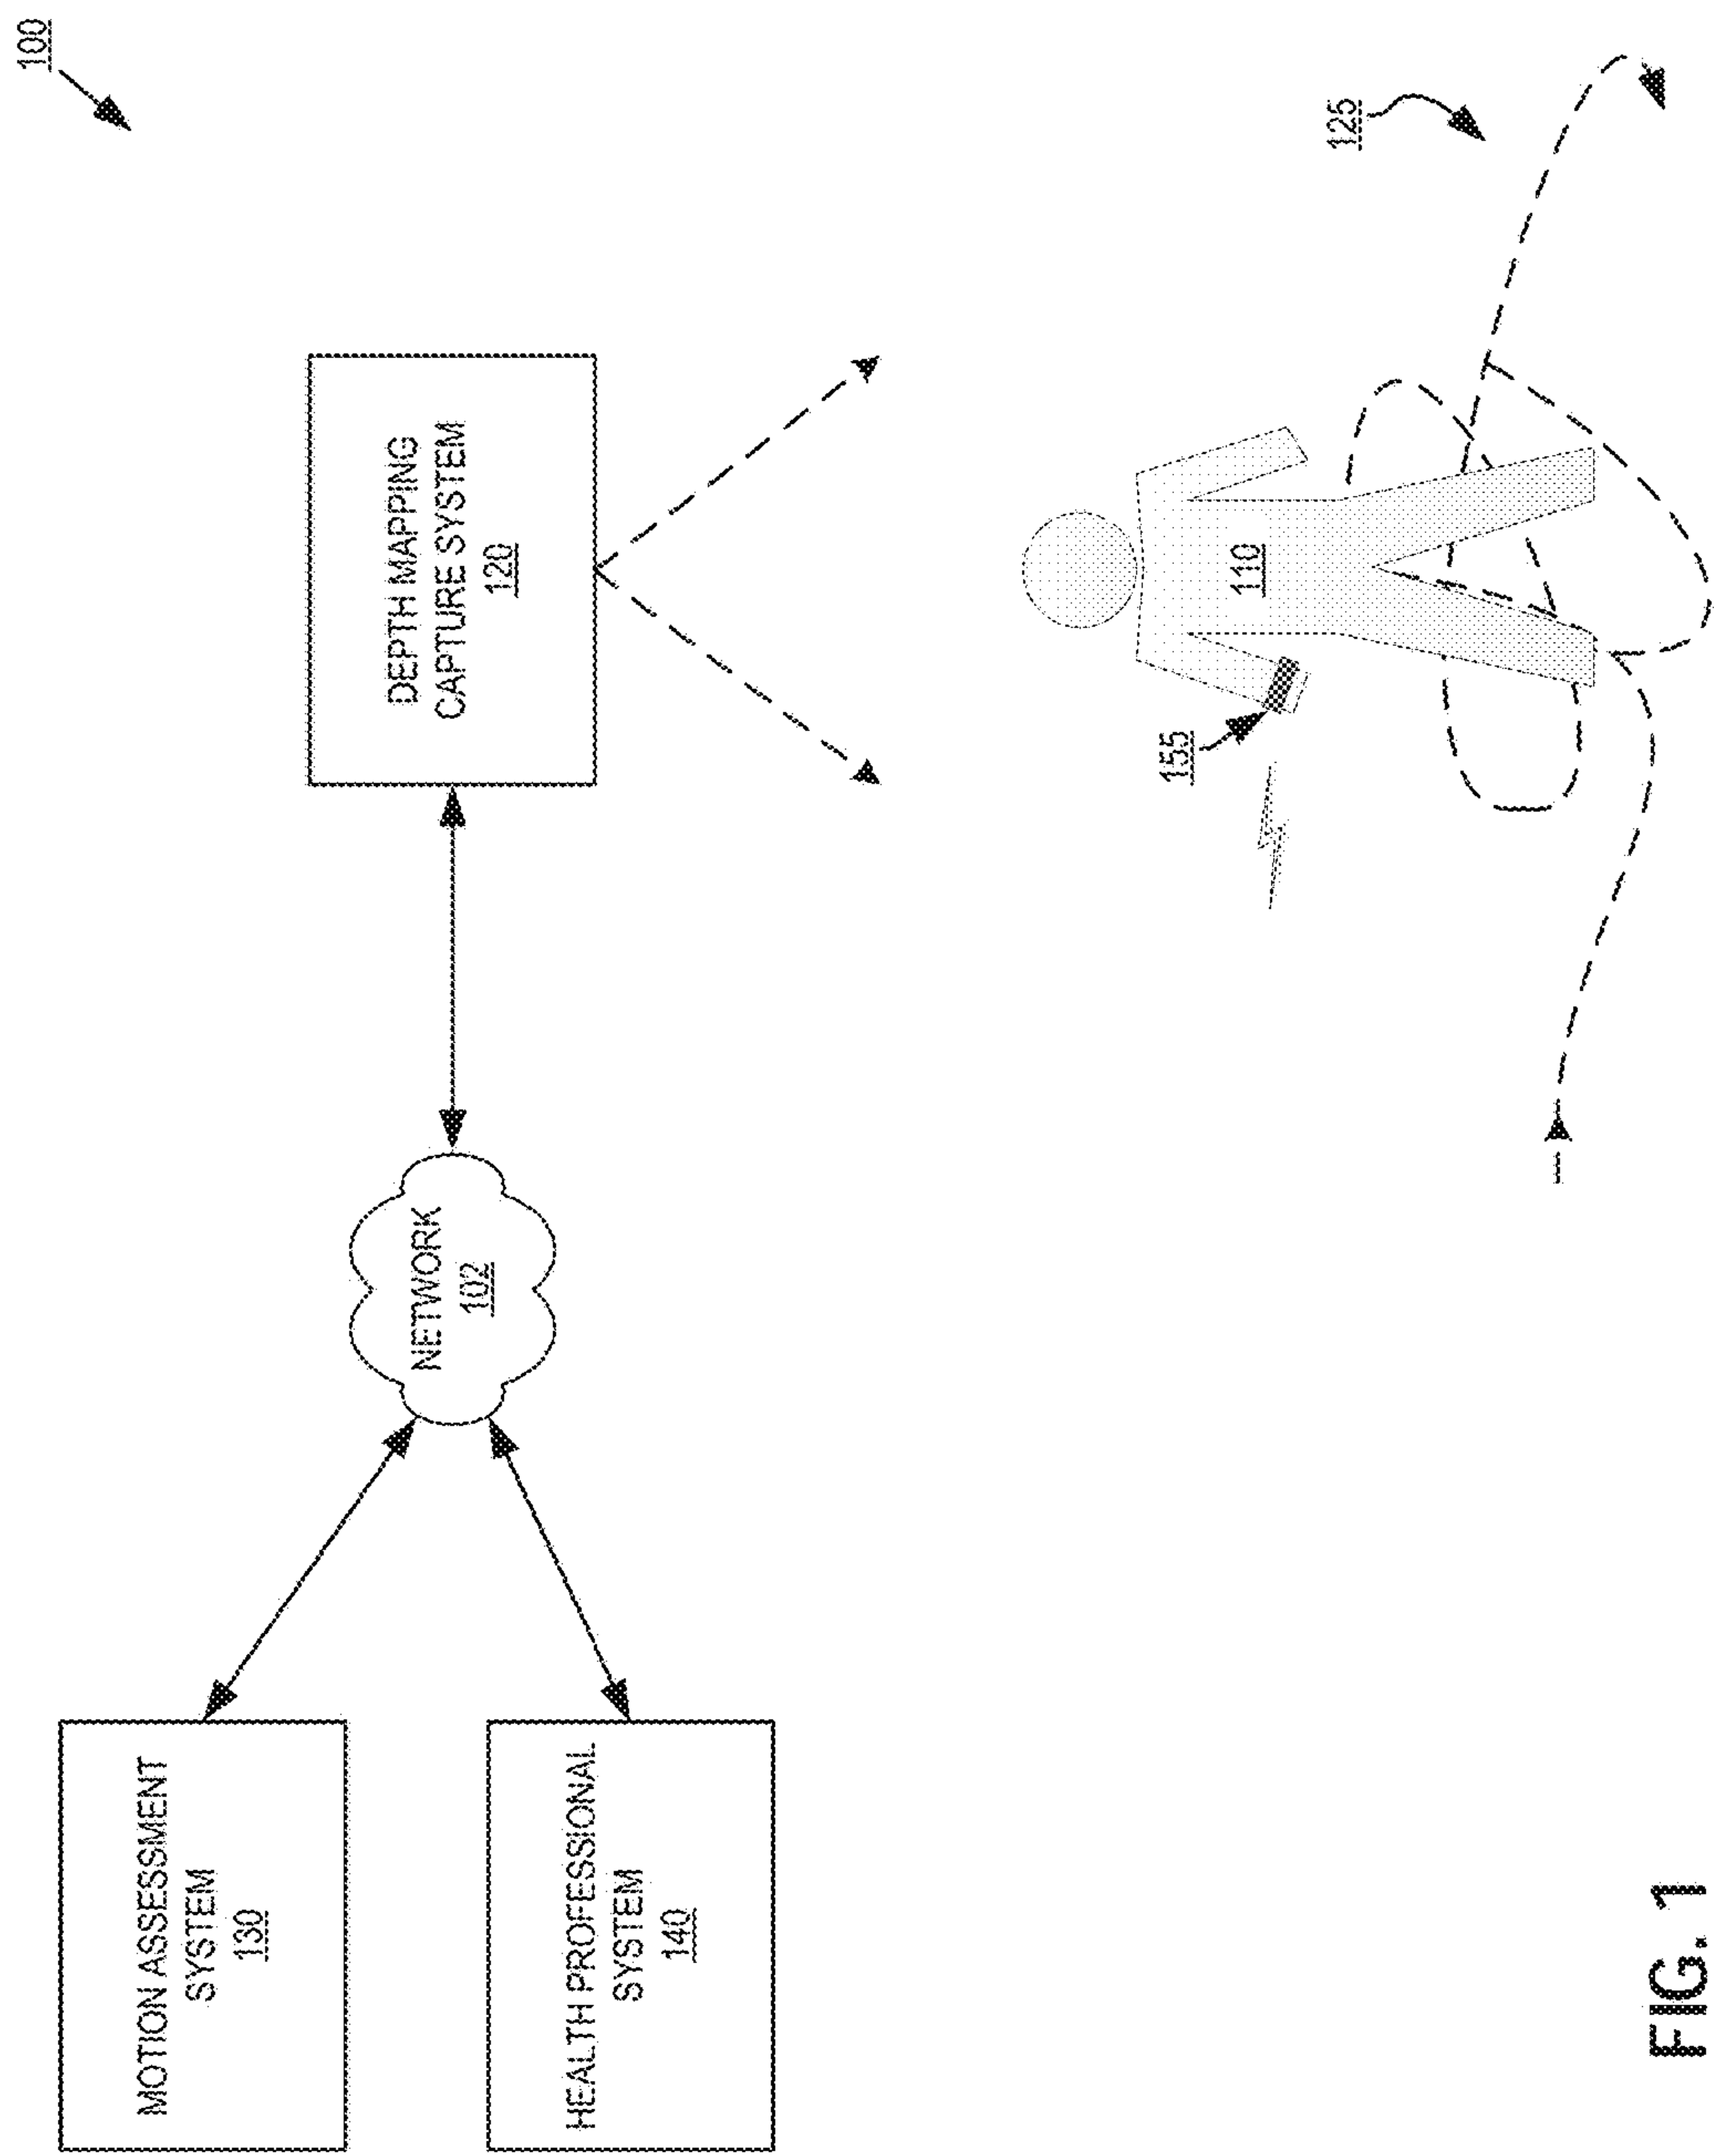 100
MOTION ASSESSMENT
SYSTEM
130
HEALTH PROFESSIONAL
SYSTEM
140
NETWORK
102
DEPTH MAPPING
CAPTURE SYSTEM
120
155
110
125
FIG. 1